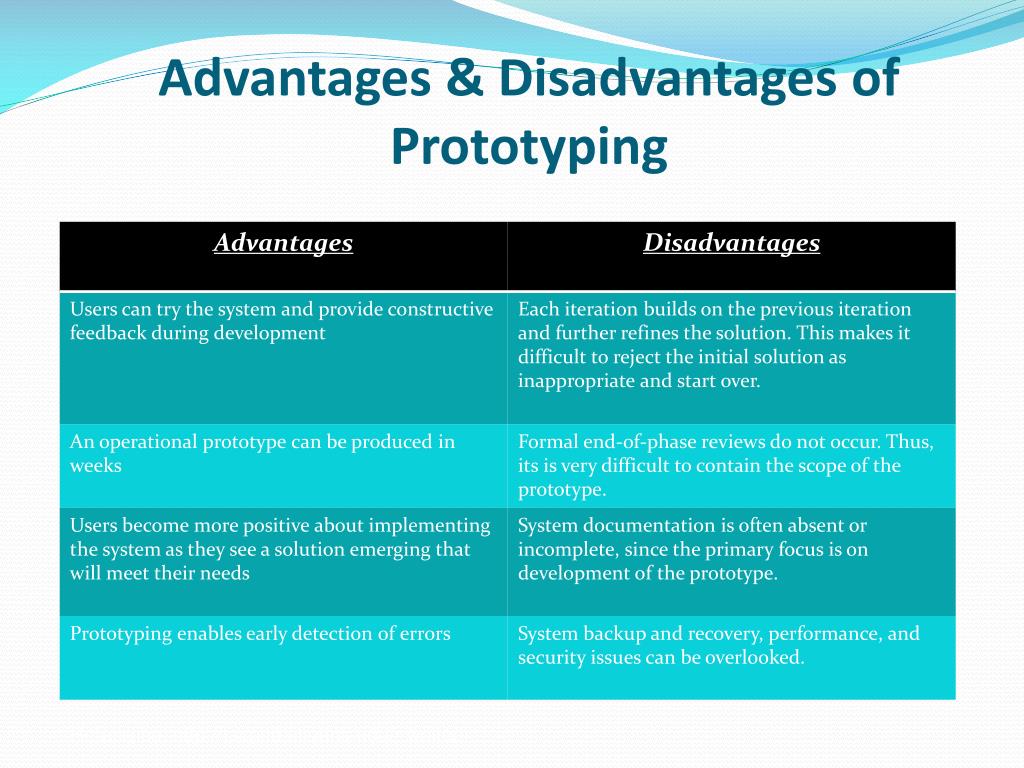 Advantages & Disadvantages of
Prototyping
Advantages
Disadvantages
Users can try the system and provide constructive
feedback during development
Each iteration builds on the previous iteration
and further refines the solution. This makes it
difficult to reject the initial solution as
inappropriate and start over.
An operational prototype can be produced in
weeks
Formal end-of-phase reviews do not occur. Thus,
its is very difficult to contain the scope of the
prototype.
Users become more positive about implementing
the system as they see a solution emerging that
will meet their needs
System documentation is often absent or
incomplete, since the primary focus is on
development of the prototype.
Prototyping enables early detection of errors
System backup and recovery, performance, and
security issues can be overlooked.